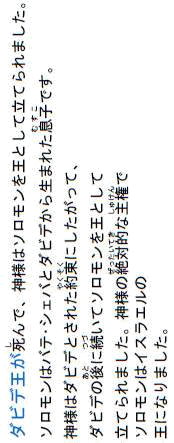 ダビデ王が死んで、神様はソロモンを王として立てられました。
ソロモンはバテ・シェバとダビデから生まれた息子です。
神様はダビデとされた約束にしたがって、
ダビデの後に続いてソロモンを王として
立てられました。神様の絶対的な主権で
ソロモンはイスラエルの
王になりました。